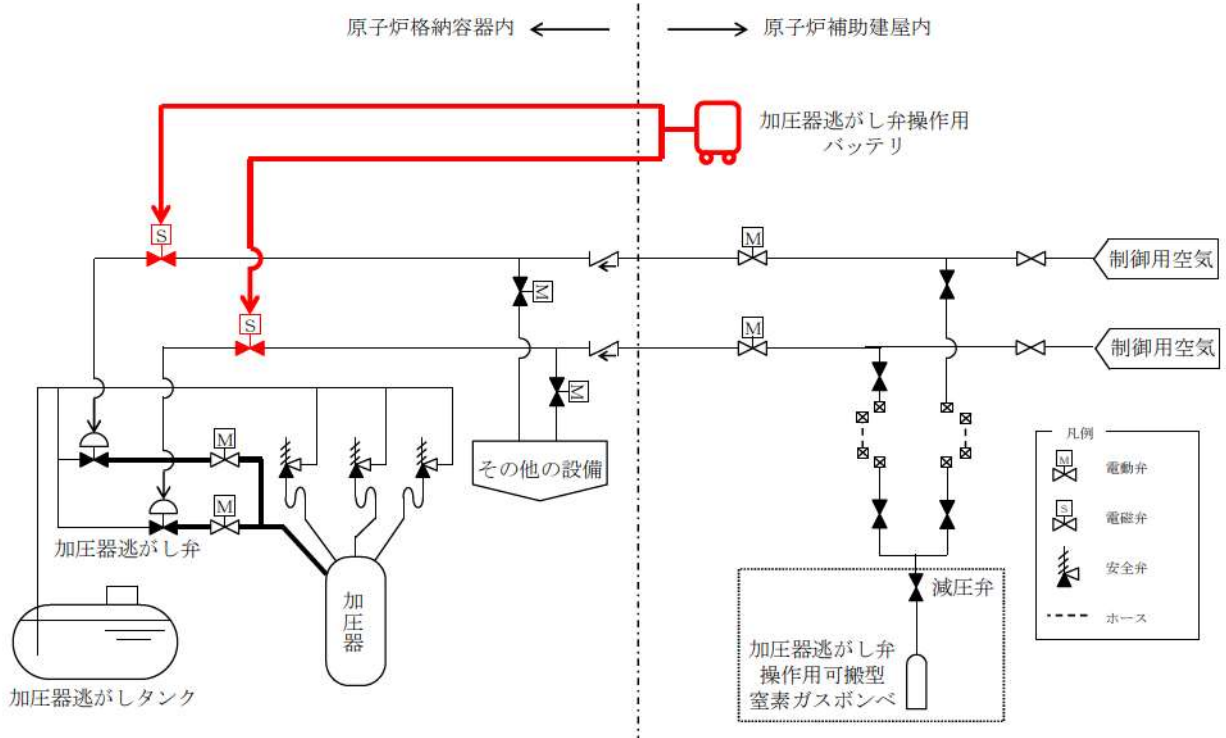 原子炉格納容器内
原子炉補助建屋内
加圧器逃がし弁操作用
バッテリ
S
M
制御用空気
M
S
M
制御用空気
M
M
M
その他の設備
凡例
M
電動弁
S
電磁弁
安全弁
ホース
加圧器逃がし弁
加圧器
減圧弁
加圧器逃がし弁
操作用可搬型
窒素ガスボンベ
加圧器逃がしタンク